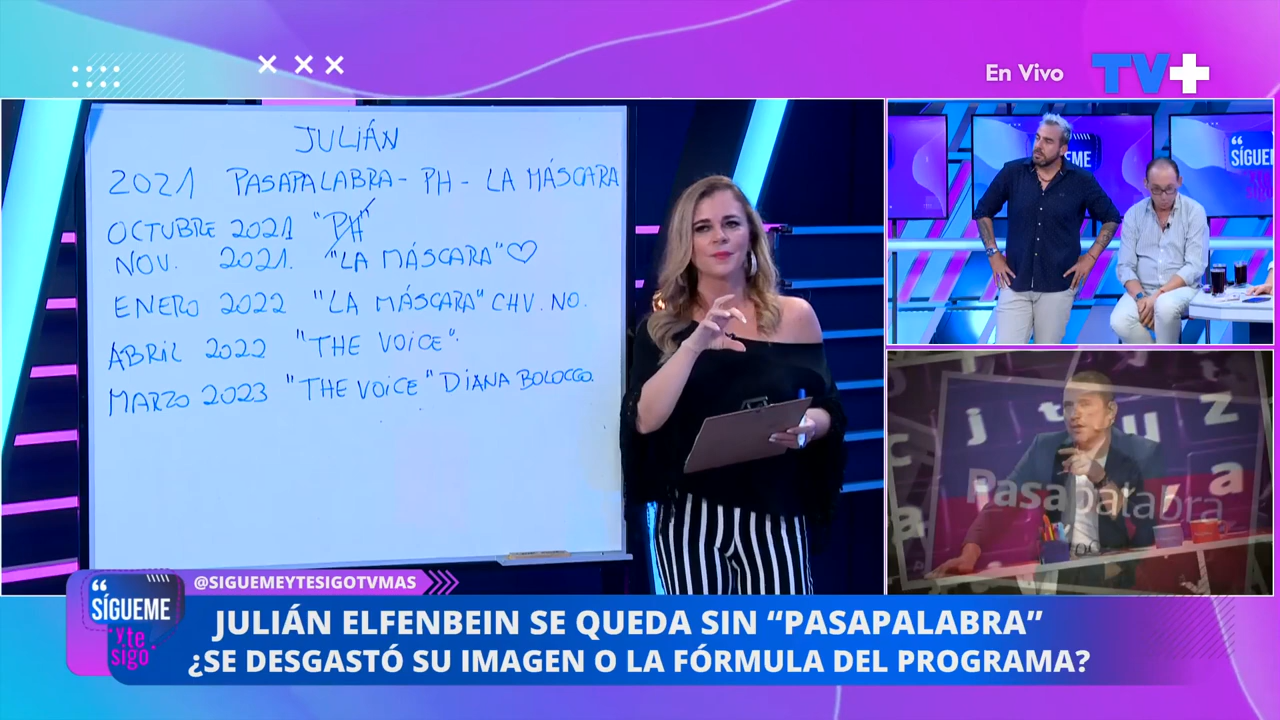 En Vivo
TV+
JULIÁN
2021 PASAPALABRA - PH - LA MÁSCARA
OCTUBRE 2021 "PH"
NOV. 2021. "LA MÁSCARA" ♡
ENERO 2022 "LA MÁSCARA" CHV. NO.
ABRIL 2022 "THE VOICE".
MARZO 2023 "THE VOICE" DIANA BOLOCCO.
"SÍGUEME
Pasapalabra
@SIGUEMEYTESIGOTVMAS
"SÍGUEME
y te
sigo
JULIÁN ELFENBEIN SE QUEDA SIN “PASAPALABRA”
¿SE DESGASTÓ SU IMAGEN O LA FÓRMULA DEL PROGRAMA?